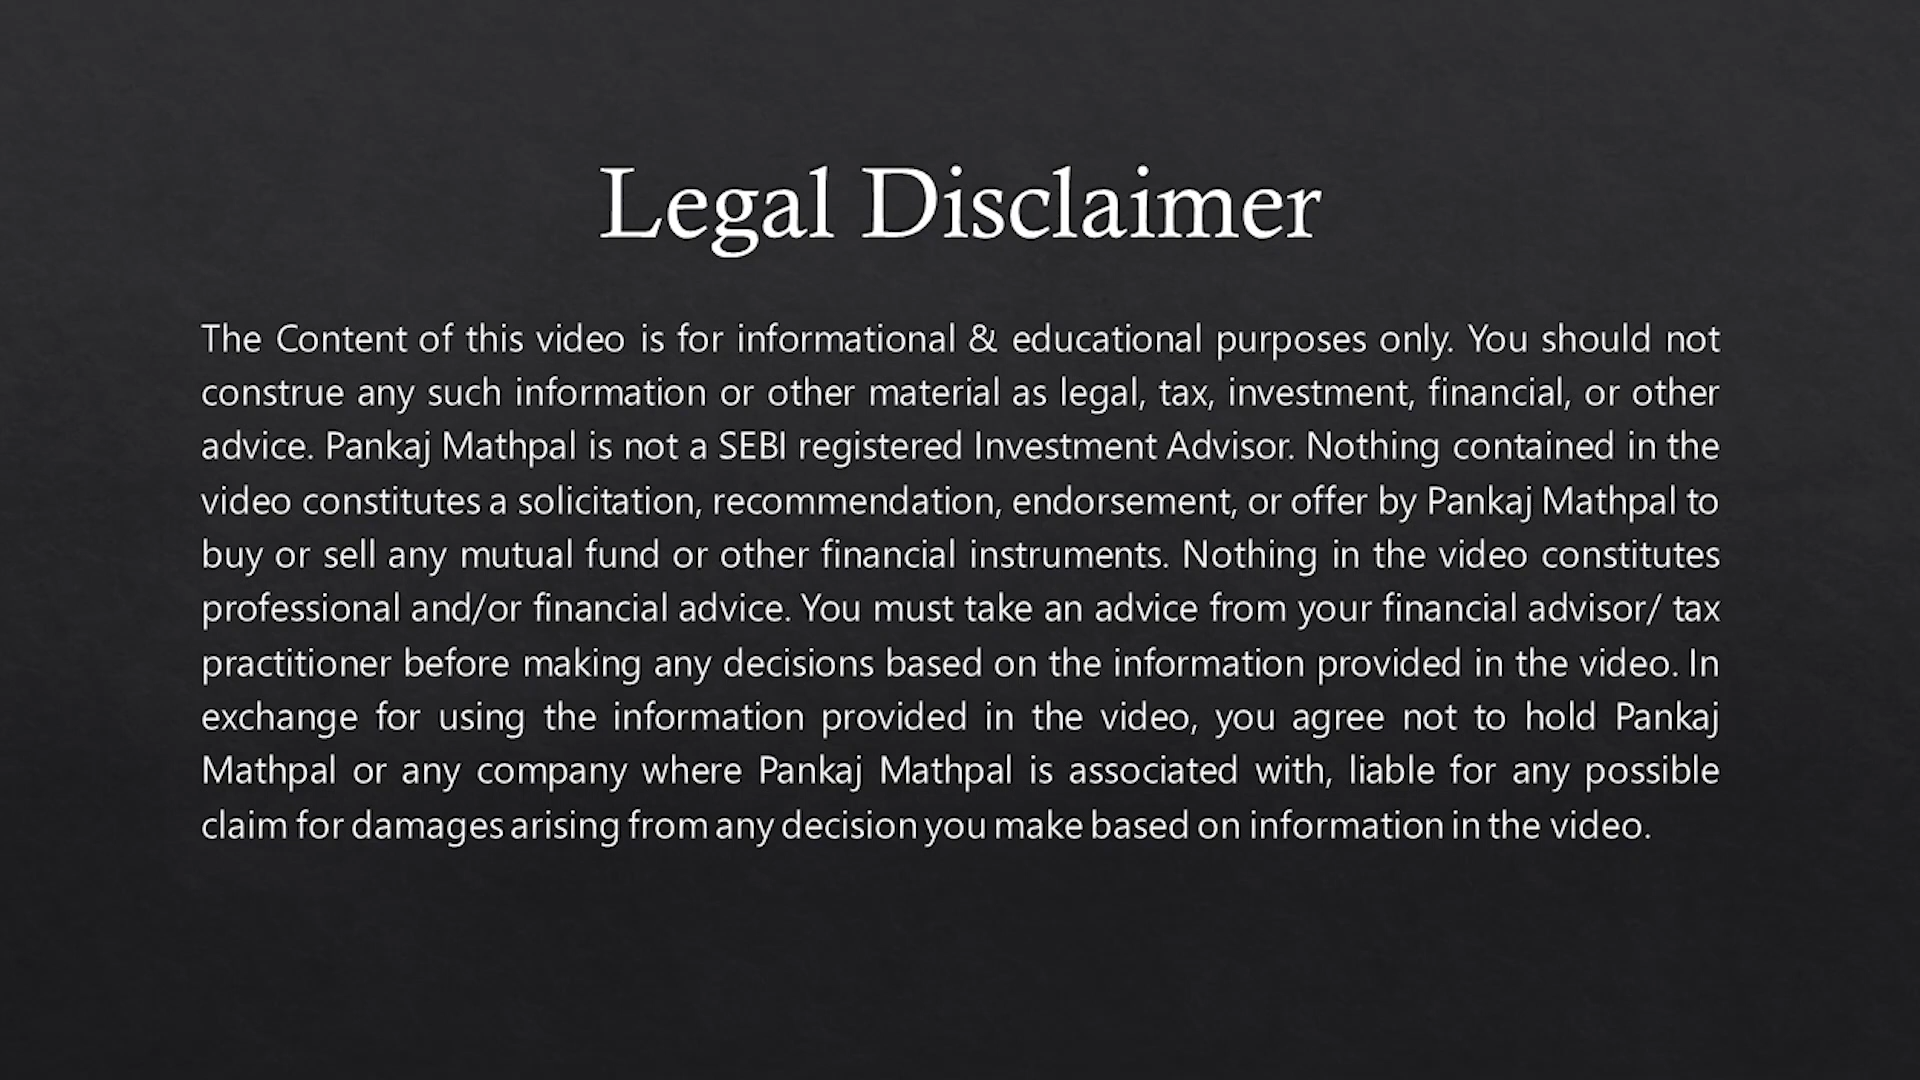 Legal Disclaimer
The Content of this video is for informational & educational purposes only. You should not
construe any such information or other material as legal, tax, investment, financial, or other
advice. Pankaj Mathpal is not a SEBI registered Investment Advisor. Nothing contained in the
video constitutes a solicitation, recommendation, endorsement, or offer by Pankaj Mathpal to
buy or sell any mutual fund or other financial instruments. Nothing in the video constitutes
professional and/or financial advice. You must take an advice from your financial advisor/ tax
practitioner before making any decisions based on the information provided in the video. In
exchange for using the information provided in the video, you agree not to hold Pankaj
Mathpal or any company where Pankaj Mathpal is associated with, liable for any possible
claim for damages arising from any decision you make based on information in the video.